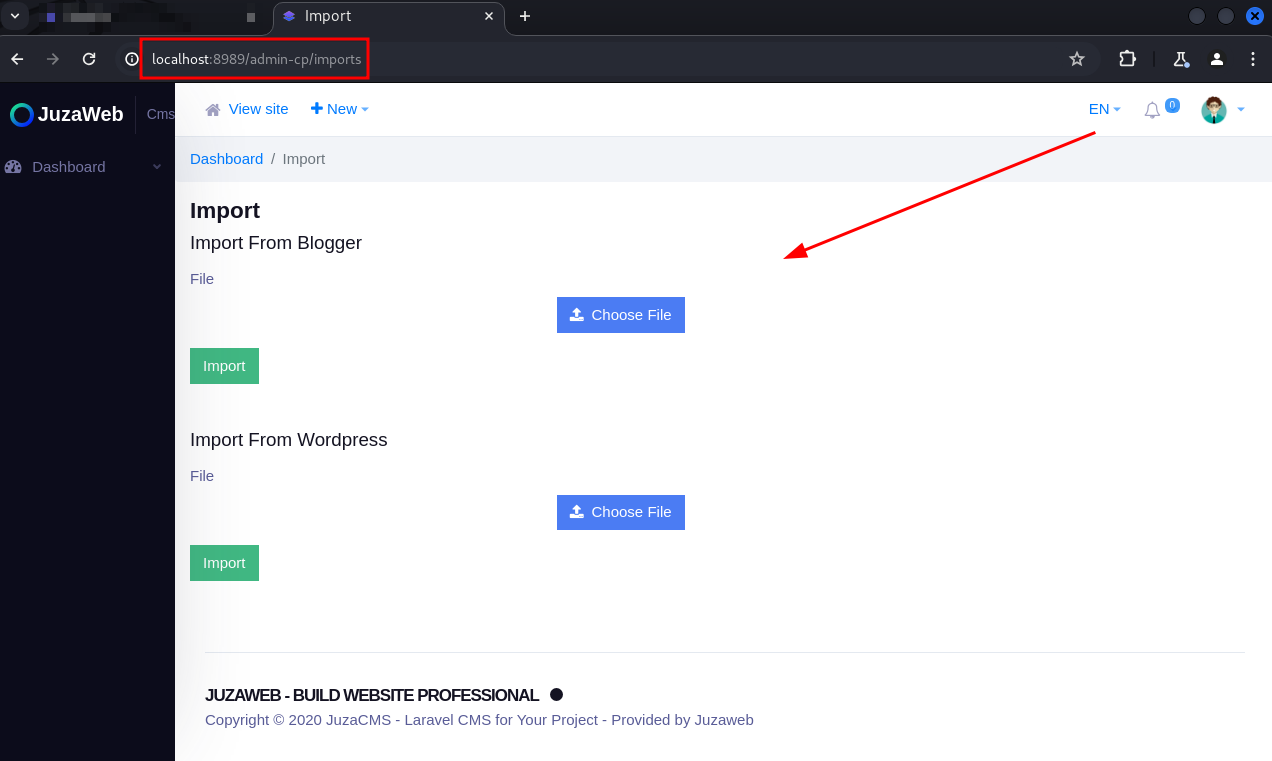 Import
localhost:8989/admin-cp/imports
JuzaWeb Cms
View site New EN 0
Dashboard
Dashboard / Import
Import
Import From Blogger
File
Choose File
Import
Import From Wordpress
File
Choose File
Import
JUZAWEB - BUILD WEBSITE PROFESSIONAL
Copyright © 2020 JuzaCMS - Laravel CMS for Your Project - Provided by Juzaweb